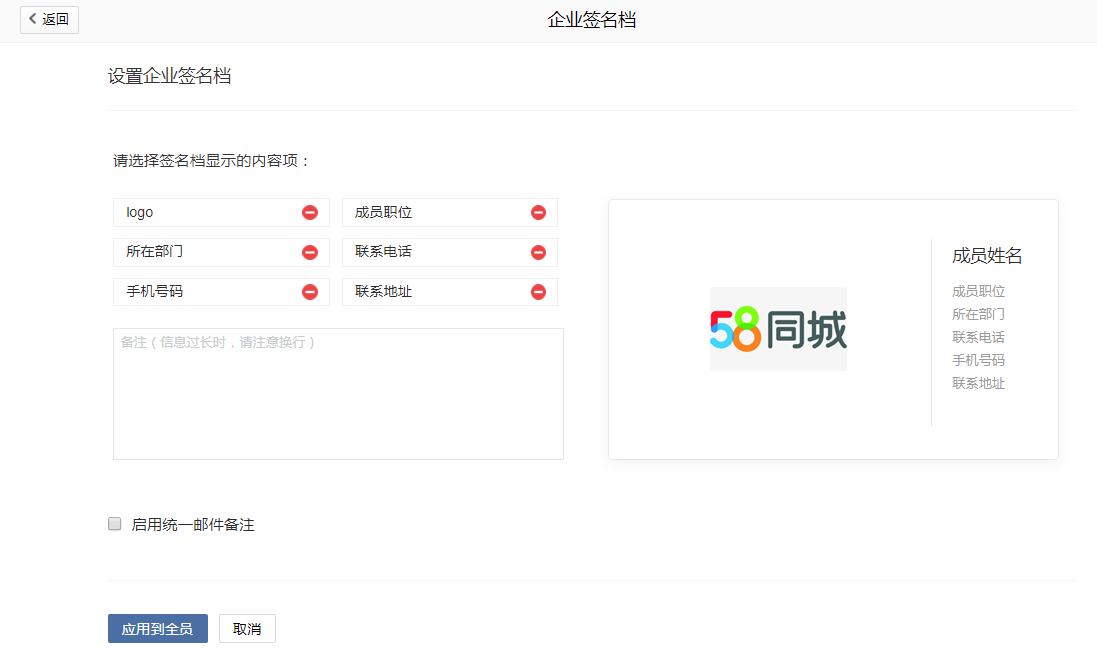 返回
企业签名档
设置企业签名档
请选择签名档显示的内容项：
logo
成员职位
所在部门
联系电话
手机号码
联系地址
备注（信息过长时，请注意换行）
58同城
成员姓名
成员职位
所在部门
联系电话
手机号码
联系地址
启用统一邮件备注
应用到全员
取消